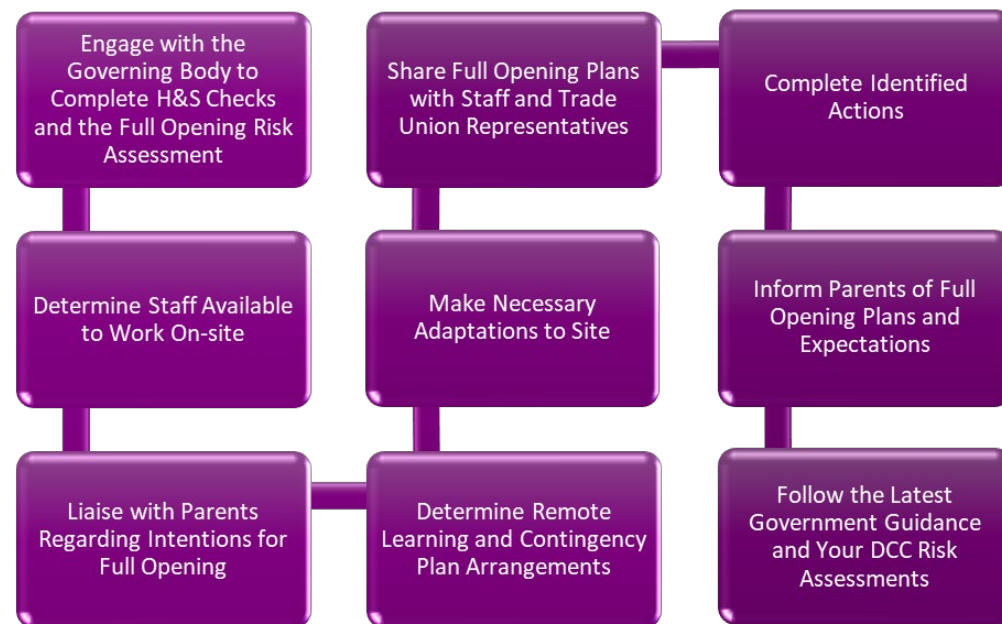 Engage with the
Governing Body to
Complete H&S Checks
and the Full Opening Risk
Assessment
Determine Staff Available
to Work On-site
Liaise with Parents
Regarding Intentions for
Full Opening
Determine Remote
Learning and Contingency
Plan Arrangements
Make Necessary
Adaptations to Site
Share Full Opening Plans
with Staff and Trade
Union Representatives
Complete Identified
Actions
Inform Parents of Full
Opening Plans and
Expectations
Follow the Latest
Government Guidance
and Your DCC Risk
Assessments